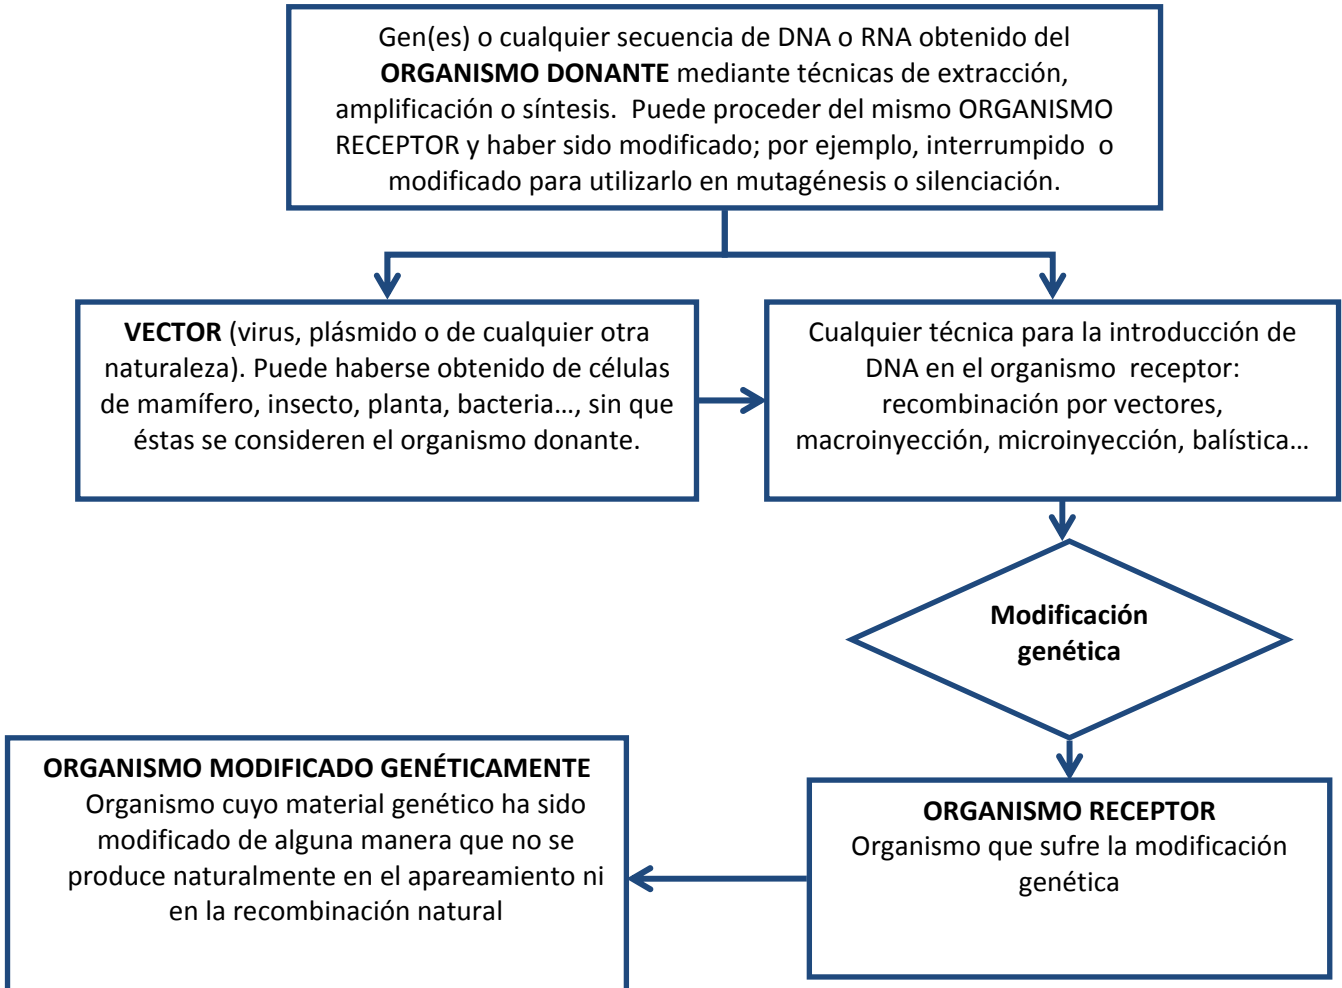 Gen(es) o cualquier secuencia de DNA o RNA obtenido del
ORGANISMO DONANTE mediante técnicas de extracción,
amplificación o síntesis.  Puede proceder del mismo ORGANISMO
RECEPTOR y haber sido modificado; por ejemplo, interrumpido  o
modificado para utilizarlo en mutagénesis o silenciación.
VECTOR (virus, plásmido o de cualquier otra
naturaleza). Puede haberse obtenido de células
de mamífero, insecto, planta, bacteria…, sin que
éstas se consideren el organismo donante.
Cualquier técnica para la introducción de
DNA en el organismo  receptor:
recombinación por vectores,
macroinyección, microinyección, balística…
Modificación
genética
ORGANISMO RECEPTOR
Organismo que sufre la modificación
genética
ORGANISMO MODIFICADO GENÉTICAMENTE
Organismo cuyo material genético ha sido
modificado de alguna manera que no se
produce naturalmente en el apareamiento ni
en la recombinación natural